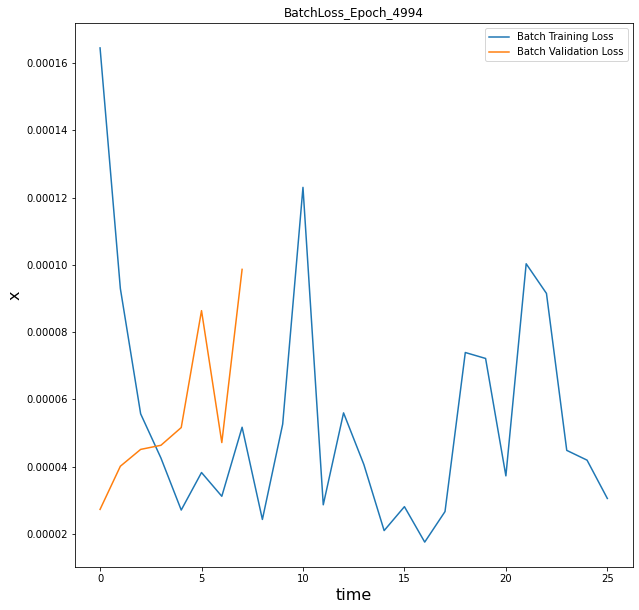 BatchLoss_Epoch_4994
Batch Training Loss
Batch Validation Loss
0.00016
0.00014
0.00012
0.00010
0.00008
0.00006
0.00004
0.00002
x
0 5 10 15 20 25
time